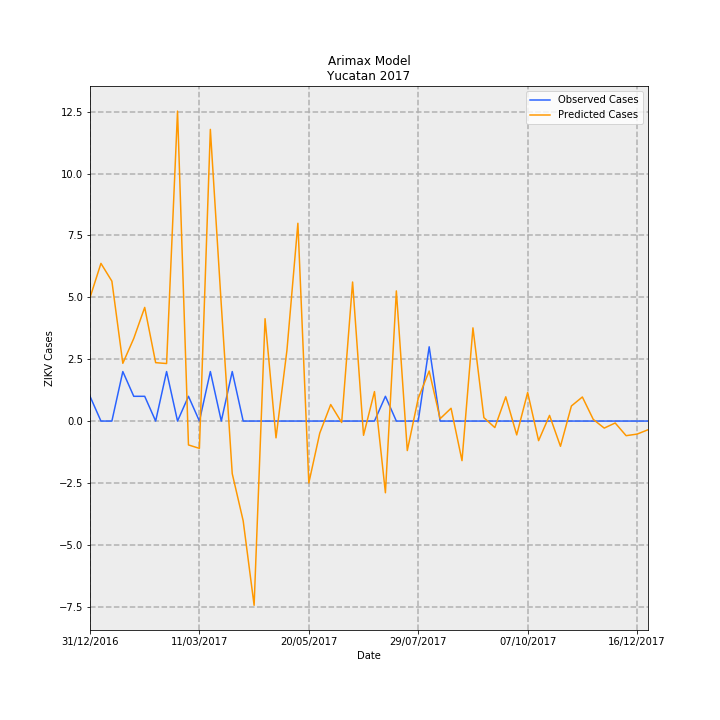 Arimax Model
Yucatan 2017
Observed Cases
Predicted Cases
12.5
10.0
7.5
5.0
2.5
0.0
−2.5
−5.0
−7.5
ZIKV Cases
31/12/2016 11/03/2017 20/05/2017 29/07/2017 07/10/2017 16/12/2017
Date